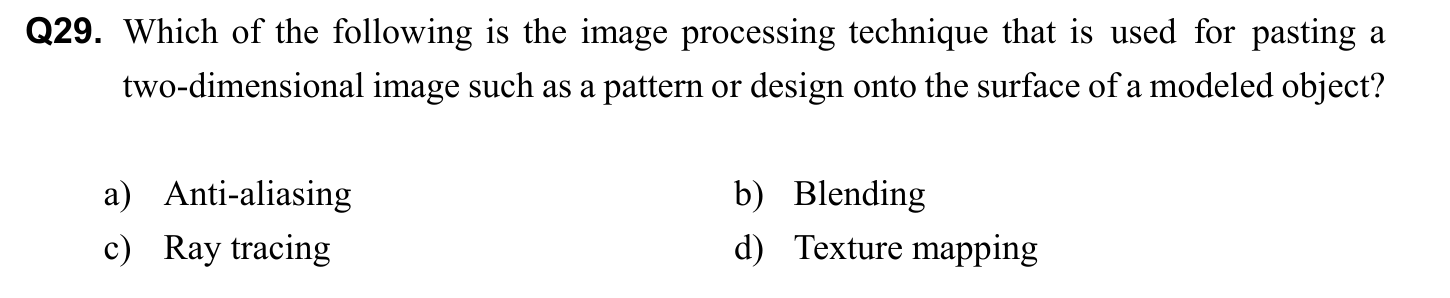 Q29. Which of the following is the image processing technique that is used for pasting a
two-dimensional image such as a pattern or design onto the surface of a modeled object?
a) Anti-aliasing b) Blending
c) Ray tracing d) Texture mapping